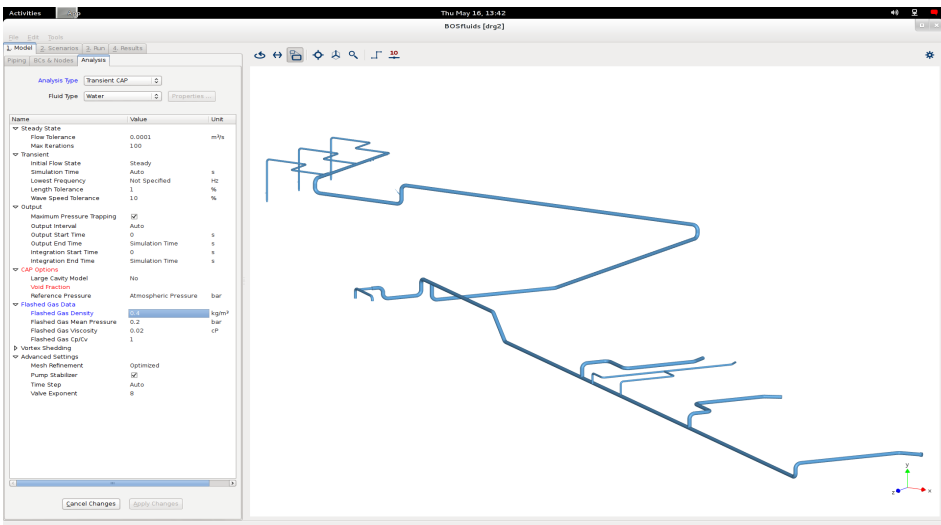 Activities
Thu May 16, 13:42
BOSfluids [drg2]
File Edit Tools
1. Model 2. Scenarios 3. Run 4. Results
Piping BCs & Nodes Analysis
Analysis Type Transient CAP
Fluid Type Water Properties ...
Name Value Unit
Steady State
Flow Tolerance 0.0001 m³/s
Max Iterations 100
Transient
Initial Flow State Steady
Simulation Time Auto s
Lowest Frequency Not Specified Hz
Length Tolerance 1 %
Wave Speed Tolerance 10 %
Output
Maximum Pressure Trapping
Output Interval Auto
Output Start Time 0 s
Output End Time Simulation Time s
Integration Start Time 0 s
Integration End Time Simulation Time s
CAP Options
Large Cavity Model No
Void Fraction
Reference Pressure Atmospheric Pressure bar
Flashed Gas Data
Flashed Gas Density 0.4 kg/m³
Flashed Gas Mean Pressure 0.2 bar
Flashed Gas Viscosity 0.02 cP
Flashed Gas Cp/Cv 1
Vortex Shedding
Advanced Settings
Mesh Refinement Optimized
Pump Stabilizer
Time Step Auto
Valve Exponent 8
Cancel Changes Apply Changes
10
y
z x